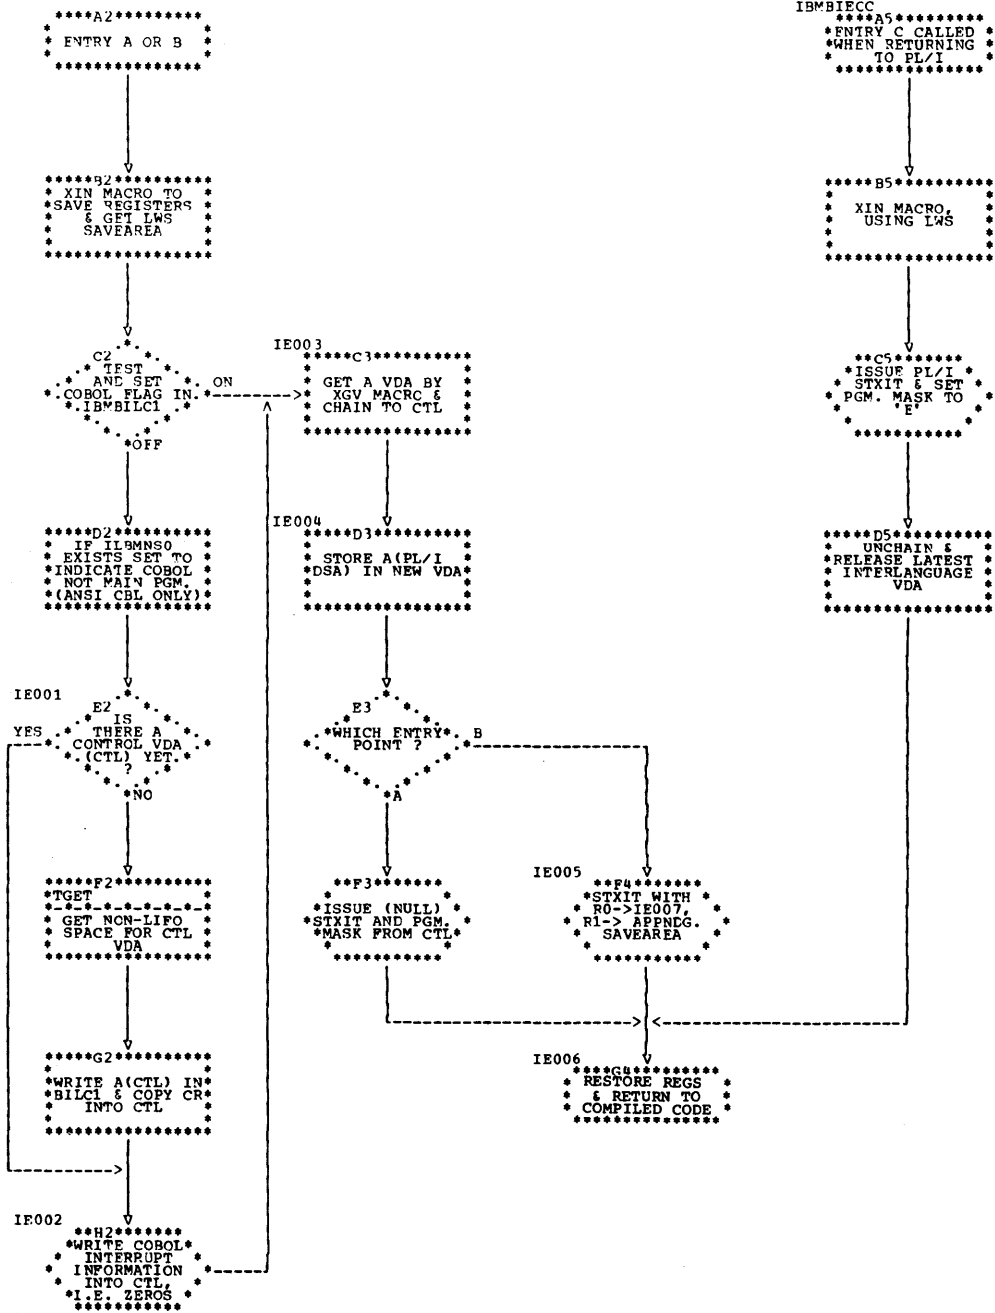 A2
ENTRY A OR B
B2
XIN MACRO TO
SAVE REGISTERS
& GET LWS
SAVEAREA
C2
TEST
AND SET
COBOL FLAG IN
IBMBILC1
ON
OFF
D2
IF ILBMNS0
EXISTS SET TO
INDICATE COBOL
NOT MAIN PGM.
(ANSI CBL ONLY)
IE001
E2
IS
THERE A
CONTROL VDA
(CTL) YET.
?
YES
NO
F2
TGET
GET NON-LIFO
SPACE FOR CTL
VDA
G2
WRITE A(CTL) IN
BILC1 & COPY CR
INTO CTL
IE002
H2
WRITE COBOL
INTERRUPT
INFORMATION
INTO CTL,
I.E. ZEROS
IE003
C3
GET A VDA BY
XGV MACRC &
CHAIN TO CTL
IE004
D3
STORE A(PL/I
DSA) IN NEW VDA
E3
WHICH ENTRY
POINT ?
B
A
F3
ISSUE (NULL)
STXIT AND PGM.
MASK FROM CTL
IE005
F4
STXIT WITH
R0->IE007,
R1-> APPNDG.
SAVEAREA
IE006
G4
RESTORE REGS
& RETURN TO
COMPILED CODE
IBMBIECC
A5
ENTRY C CALLED
WHEN RETURNING
TO PL/I
B5
XIN MACRO,
USING LWS
C5
ISSUE PL/I
STXIT & SET
PGM. MASK TO
'E'
D5
UNCHAIN &
RELEASE LATEST
INTERLANGUAGE
VDA